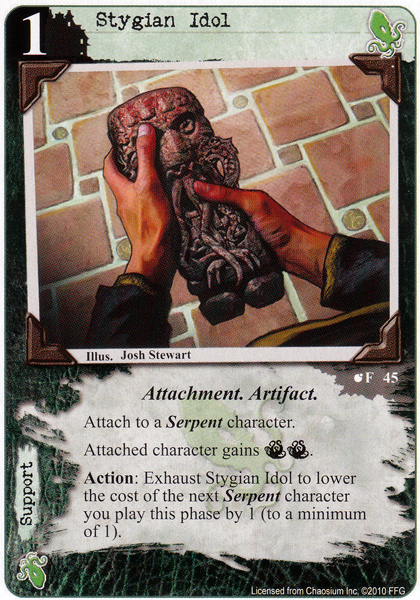 1
Stygian Idol
Illus. Josh Stewart
F 45
Attachment. Artifact.
Attach to a Serpent character.
Attached character gains .
Action: Exhaust Stygian Idol to lower
the cost of the next Serpent character
you play this phase by 1 (to a minimum
of 1).
Support
Licensed from Chaosium Inc. ©2010 FFG